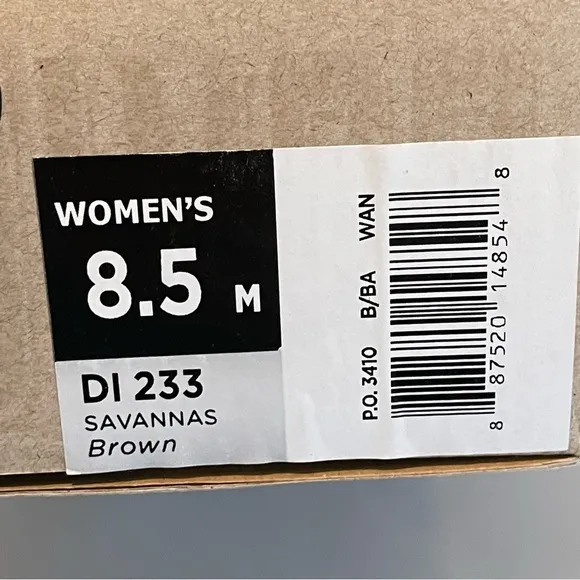 WOMEN'S
8.5 M
DI 233
SAVANNAS
Brown
P.O. 3410 B/BA WAN
8 87520 14854 8